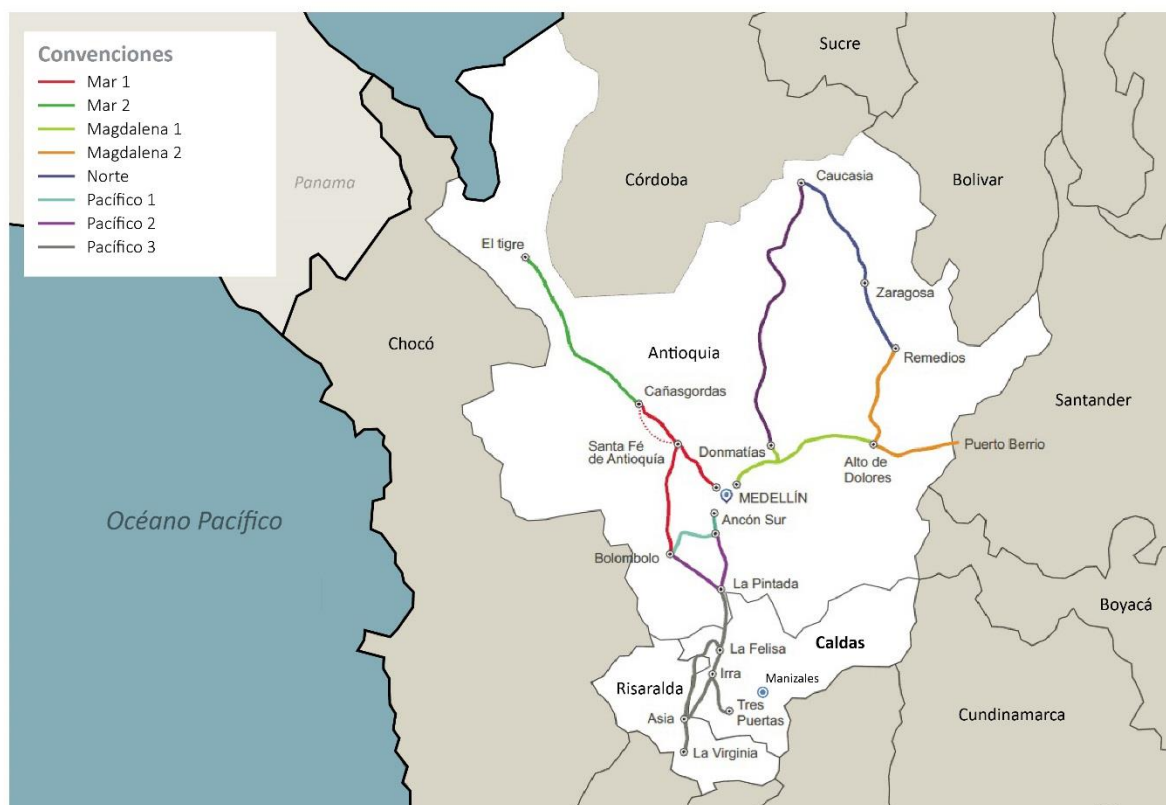 Convenciones
Mar 1
Mar 2
Magdalena 1
Magdalena 2
Norte
Pacífico 1
Pacífico 2
Pacífico 3
Panama
Océano Pacífico
Sucre
Córdoba
Bolivar
Caucasia
El tigre
Zaragosa
Chocó
Antioquia
Remedios
Cañasgordas
Santander
Santa Fé
de Antioquía
Donmatías
Alto de
Dolores
Puerto Berrio
MEDELLÍN
Ancón Sur
Bolombolo
La Pintada
Boyacá
Caldas
La Felisa
Irra
Manizales
Risaralda
Tres
Puertas
Asia
Cundinamarca
La Virginia